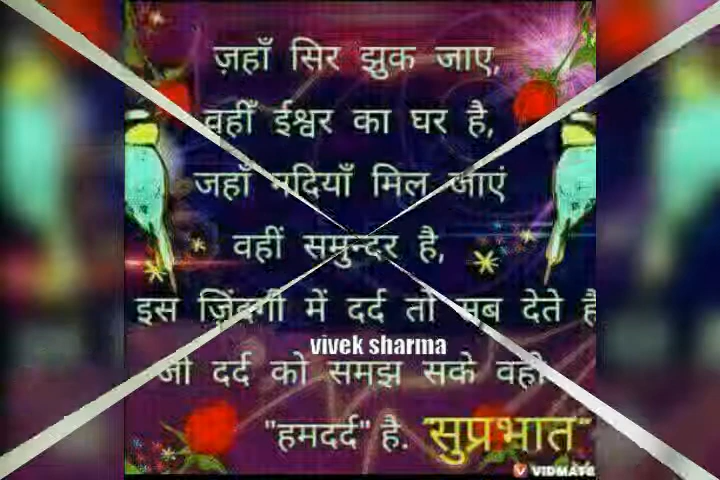 ज़हाँ सिर झुक जाए,
वहीँ ईश्वर का घर है,
जहाँ नदियाँ मिल जाएं
वहीं समुन्दर है,
इस ज़िंदगी में दर्द तो सब देते है
vivek sharma
जो दर्द को समझ सके वही
"हमदर्द" है. सुप्रभात
VIDMATE